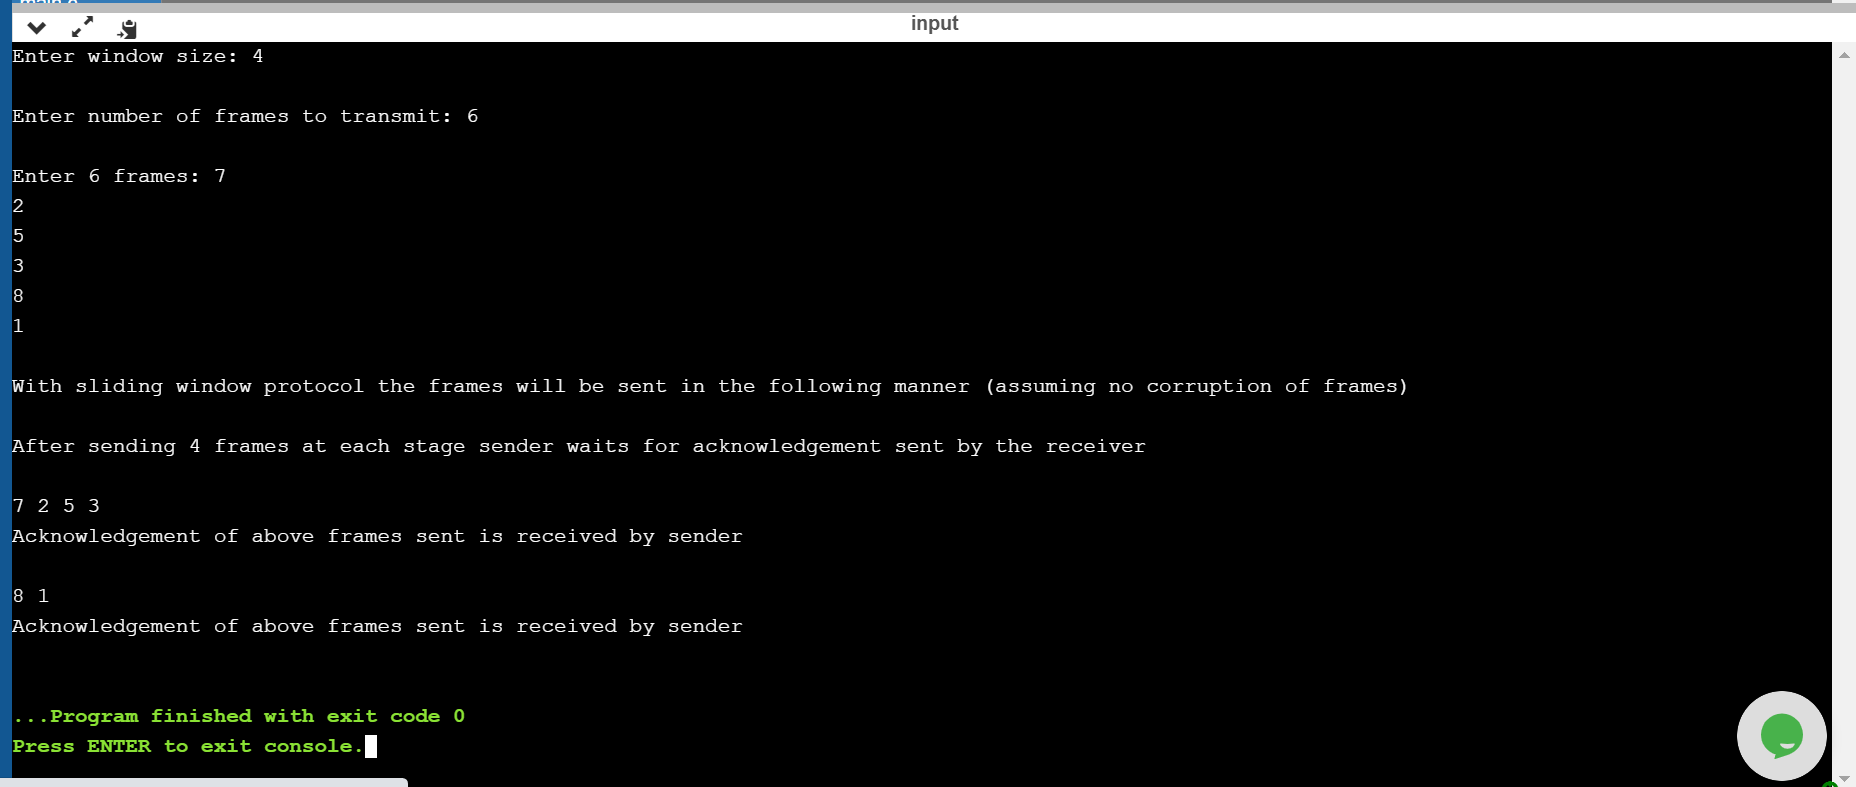 input
Enter window size: 4
Enter number of frames to transmit: 6
Enter 6 frames: 7
2
5
3
8
1
With sliding window protocol the frames will be sent in the following manner (assuming no corruption of frames)
After sending 4 frames at each stage sender waits for acknowledgement sent by the receiver
7 2 5 3
Acknowledgement of above frames sent is received by sender
8 1
Acknowledgement of above frames sent is received by sender
...Program finished with exit code 0
Press ENTER to exit console.